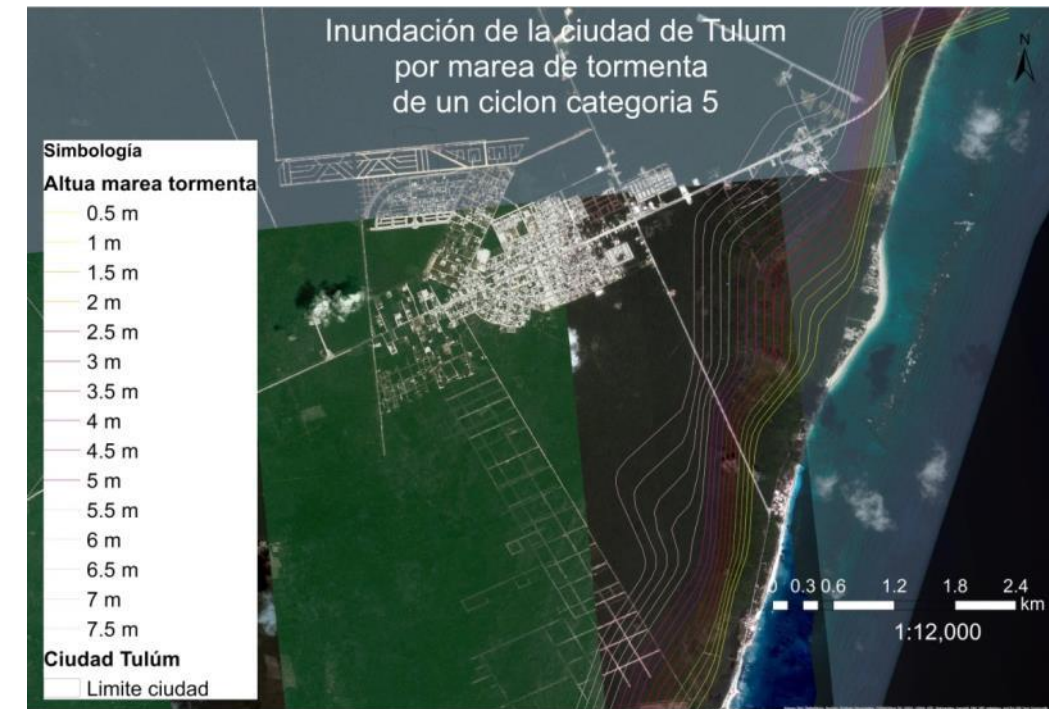 Inundación de la ciudad de Tulum
por marea de tormenta
de un ciclon categoria 5
N
Simbología
Altua marea tormenta
0.5 m
1 m
1.5 m
2 m
2.5 m
3 m
3.5 m
4 m
4.5 m
5 m
5.5 m
6 m
6.5 m
7 m
7.5 m
Ciudad Tulúm
Limite ciudad
0 0.3 0.6 1.2 1.8 2.4
km
1:12,000